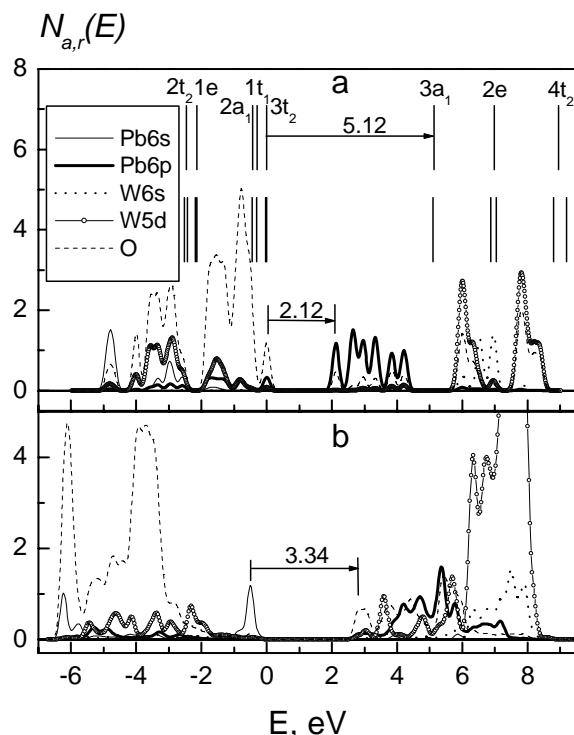 N a,r (E)
8
6
4
2
0
2t₂ 1e 1t₁ 3a₁ 2e 4t₂
2a₁ 3t₂
a
5.12
Pb6s
Pb6p
W6s
W5d
O
2.12
b
4
2
0
3.34
-6 -4 -2 0 2 4 6 8 10
E, eV